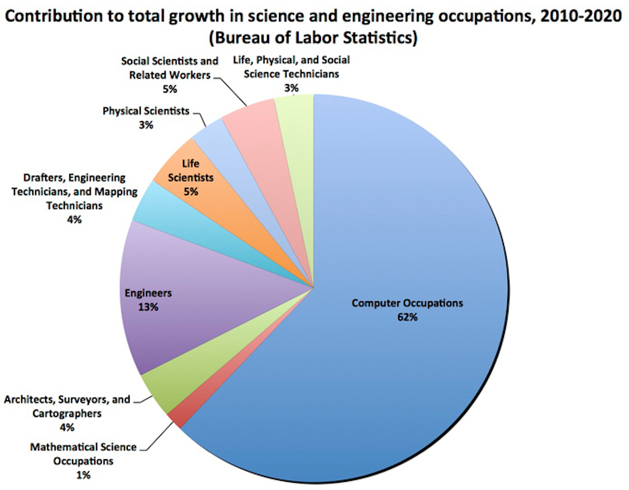 Contribution to total growth in science and engineering occupations, 2010-2020
(Bureau of Labor Statistics)
Social Scientists and
Related Workers
5%
Life, Physical, and Social
Science Technicians
3%
Physical Scientists
3%
Life
Scientists
5%
Drafters, Engineering
Technicians, and Mapping
Technicians
4%
Engineers
13%
Computer Occupations
62%
Architects, Surveyors, and
Cartographers
4%
Mathematical Science
Occupations
1%